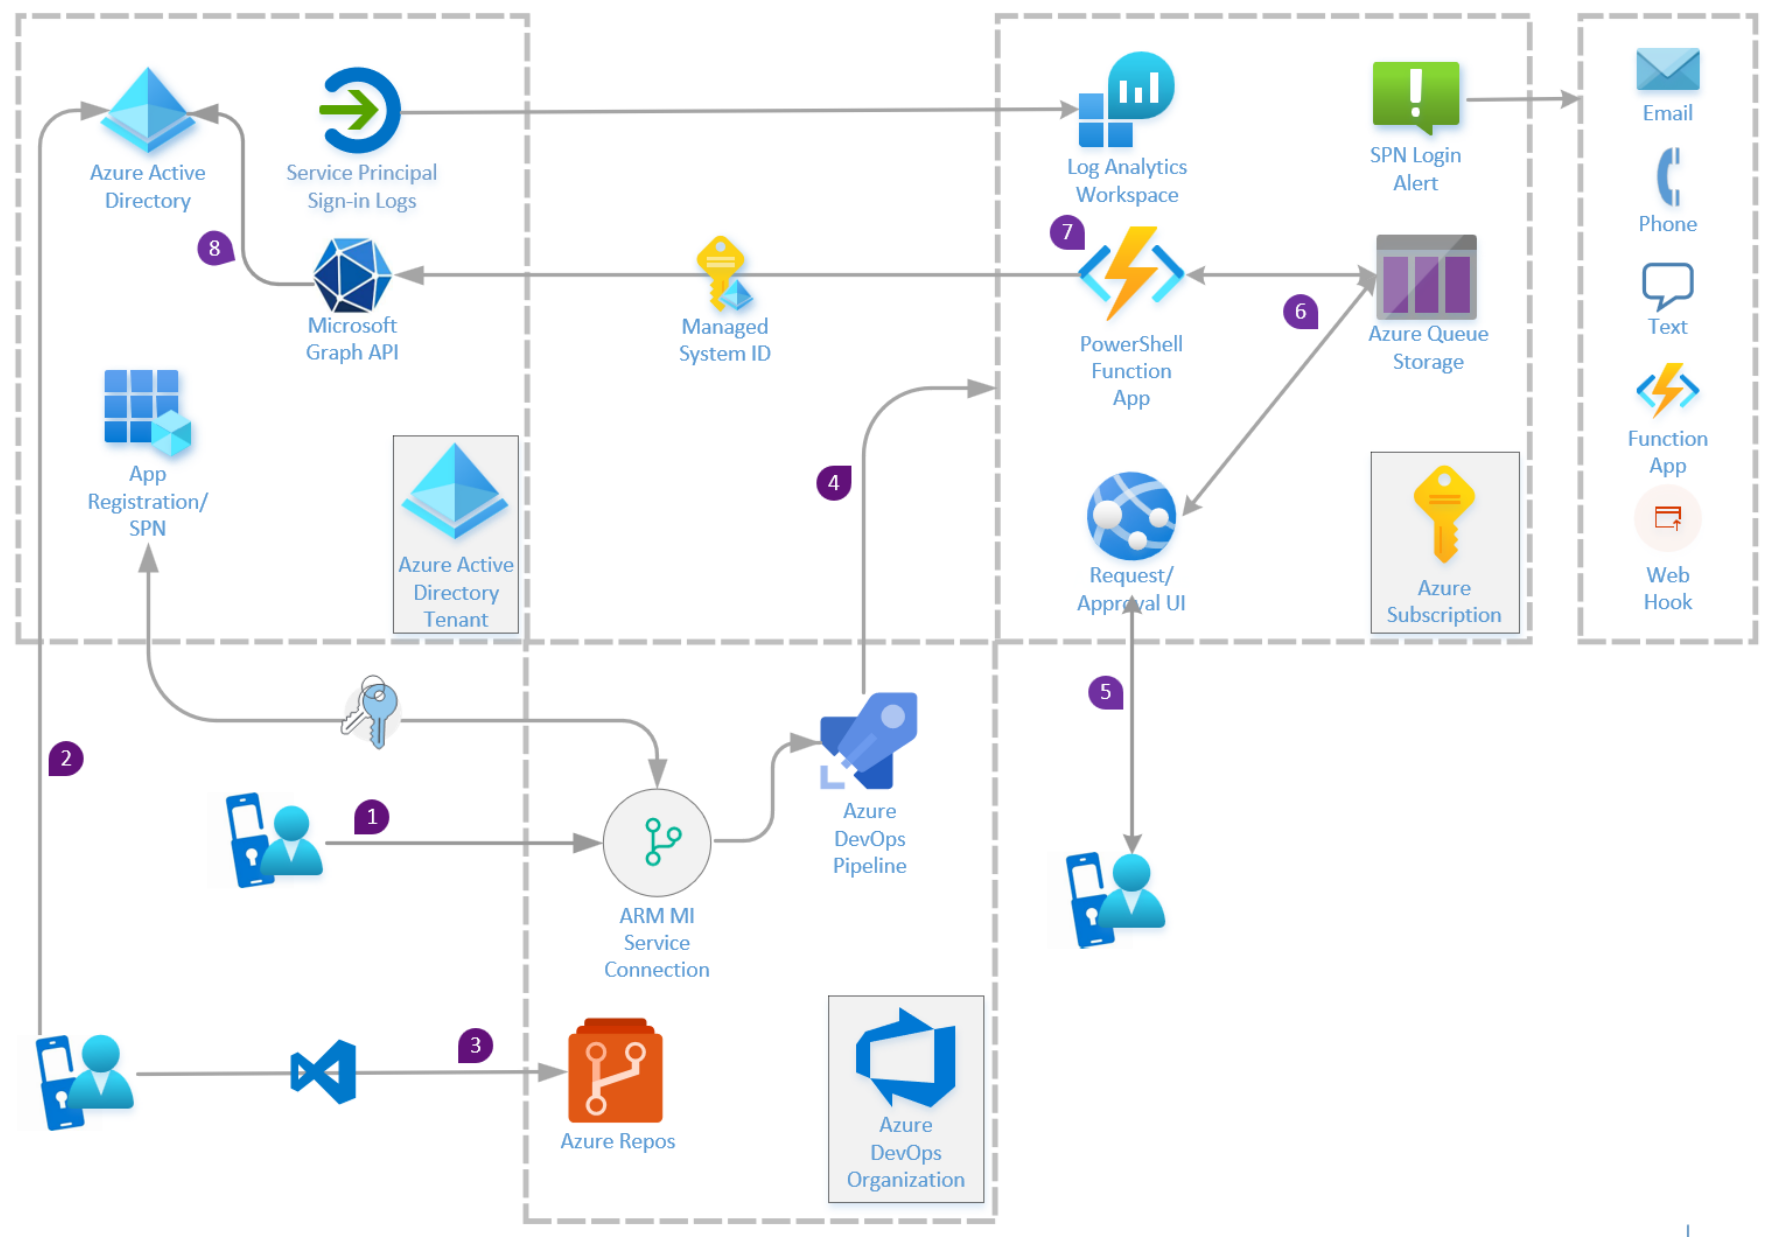 Azure Active
Directory
Service Principal
Sign-in Logs
8
Microsoft
Graph API
App
Registration/
SPN
Azure Active
Directory
Tenant
Managed
System ID
4
Log Analytics
Workspace
SPN Login
Alert
7
PowerShell
Function
App
6
Azure Queue
Storage
Request/
Approval UI
Azure
Subscription
Email
Phone
Text
Function
App
Web
Hook
2
1
5
Azure
DevOps
Pipeline
ARM MI
Service
Connection
3
Azure Repos
Azure
DevOps
Organization